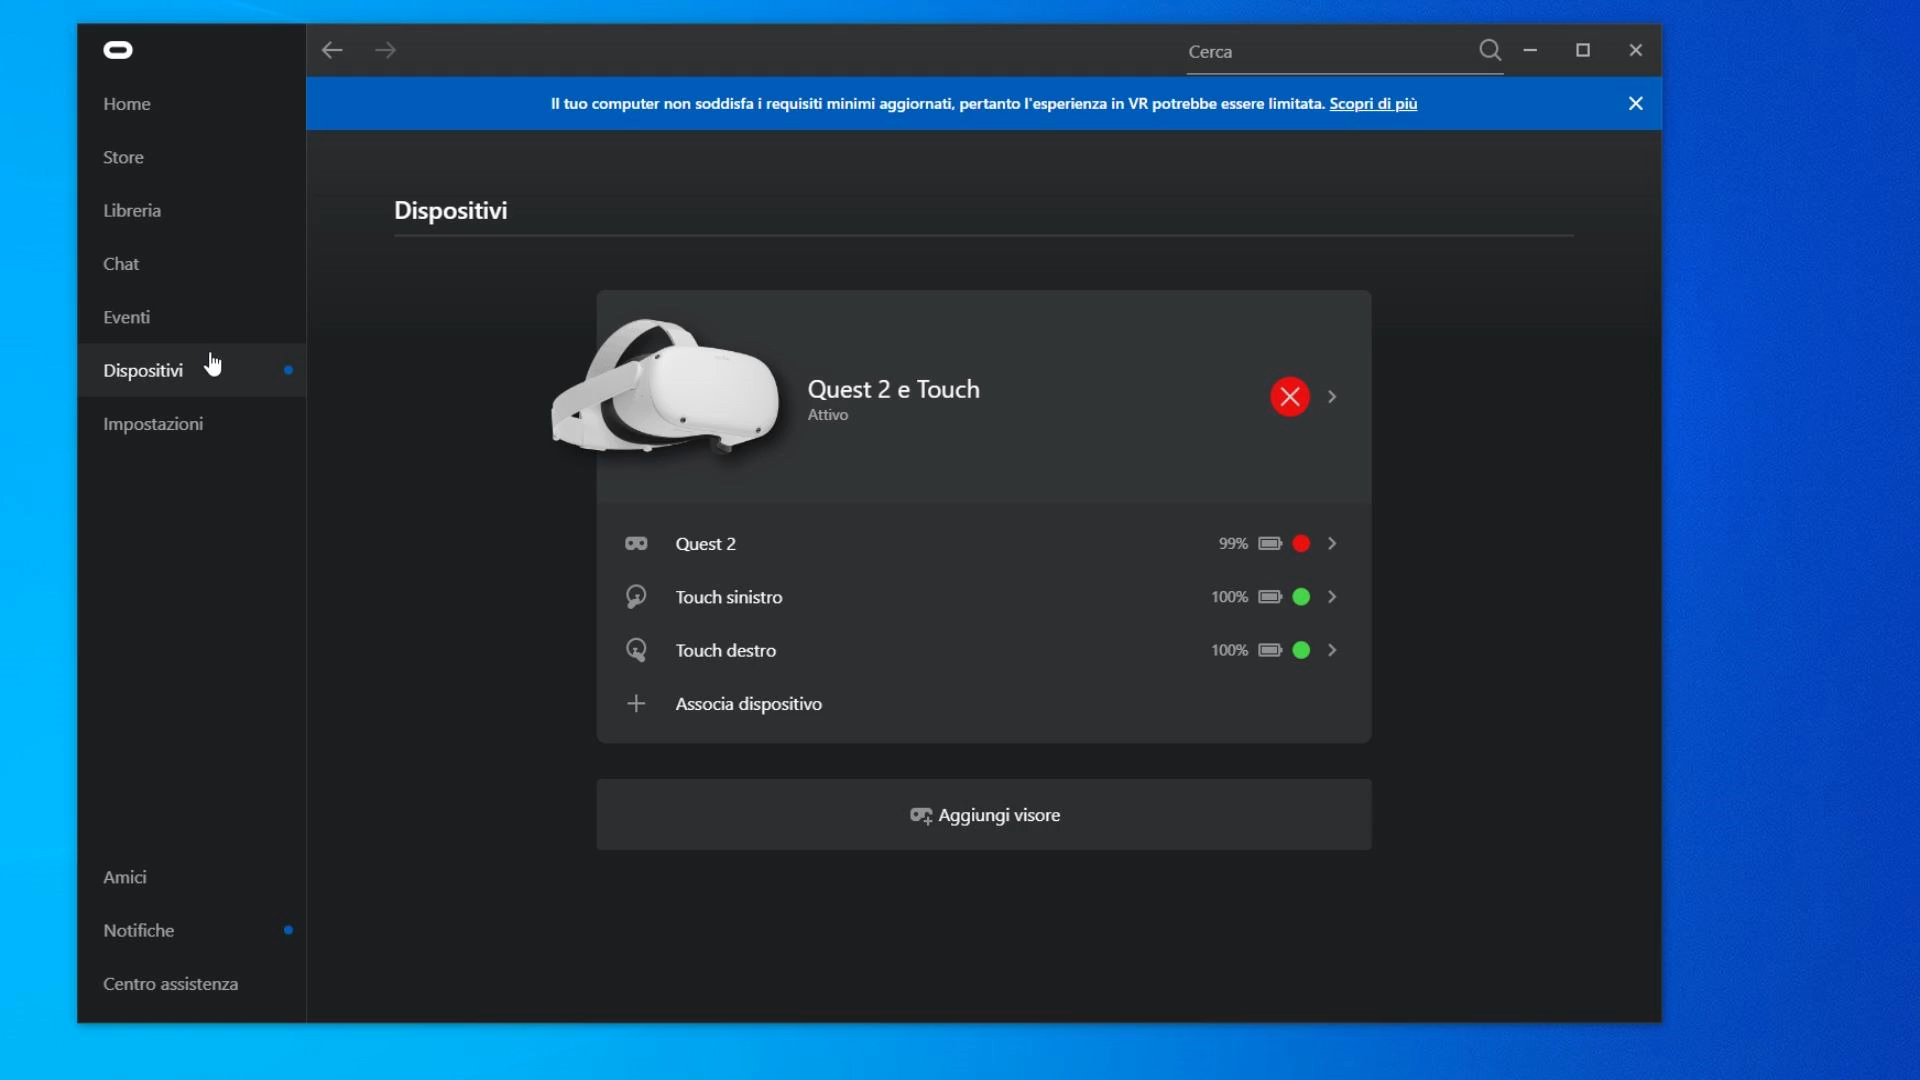 Cerca
Il tuo computer non soddisfa i requisiti minimi aggiornati, pertanto l'esperienza in VR potrebbe essere limitata. Scopri di più
Home
Store
Libreria
Chat
Eventi
Dispositivi
Impostazioni
Amici
Notifiche
Centro assistenza
Dispositivi
Quest 2 e Touch
Attivo
Quest 2 99%
Touch sinistro 100%
Touch destro 100%
Associa dispositivo
Aggiungi visore